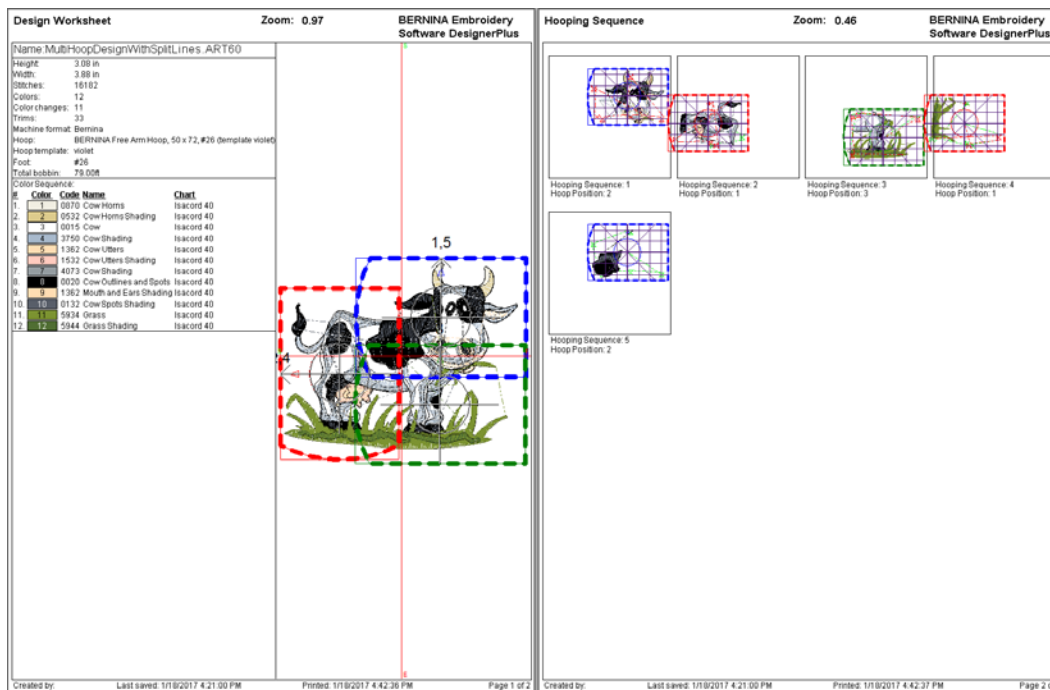 Design Worksheet Zoom: 0.97 BERNINA Embroidery
Software DesignerPlus
Name:MultiHoopDesignWithSplitLines.ART60
Height: 3.08 in
Width: 3.88 in
Stitches: 16182
Colors: 12
Color changes: 11
Trims: 33
Machine format: Bernina
Hoop: BERNINA Free Arm Hoop, 50 x 72, #26 (template violet)
Hoop template: violet
Foot: #26
Total bobbin: 79.00ft
Color Sequence:
# Color Code Name Chart
1. 1 0870 Cow Horns Isacord 40
2. 2 0532 Cow Horns Shading Isacord 40
3. 3 0015 Cow Isacord 40
4. 4 3750 Cow Shading Isacord 40
5. 5 1362 Cow Utters Isacord 40
6. 6 1532 Cow Utters Shading Isacord 40
7. 7 4073 Cow Shading Isacord 40
8. 8 0020 Cow Outlines and Spots Isacord 40
9. 9 1362 Mouth and Ears Shading Isacord 40
10. 10 0132 Cow Spots Shading Isacord 40
11. 11 5934 Grass Isacord 40
12. 12 5944 Grass Shading Isacord 40
1,5
4
Created by: Last saved: 1/18/2017 4:21:00 PM Printed: 1/18/2017 4:42:36 PM Page 1 of 2
Hooping Sequence Zoom: 0.46 BERNINA Embroidery
Software DesignerPlus
Hooping Sequence: 1 Hooping Sequence: 2 Hooping Sequence: 3 Hooping Sequence: 4
Hoop Position: 2 Hoop Position: 1 Hoop Position: 3 Hoop Position: 1
Hooping Sequence: 5
Hoop Position: 2
Created by: Last saved: 1/18/2017 4:21:00 PM Printed: 1/18/2017 4:42:37 PM Page 2